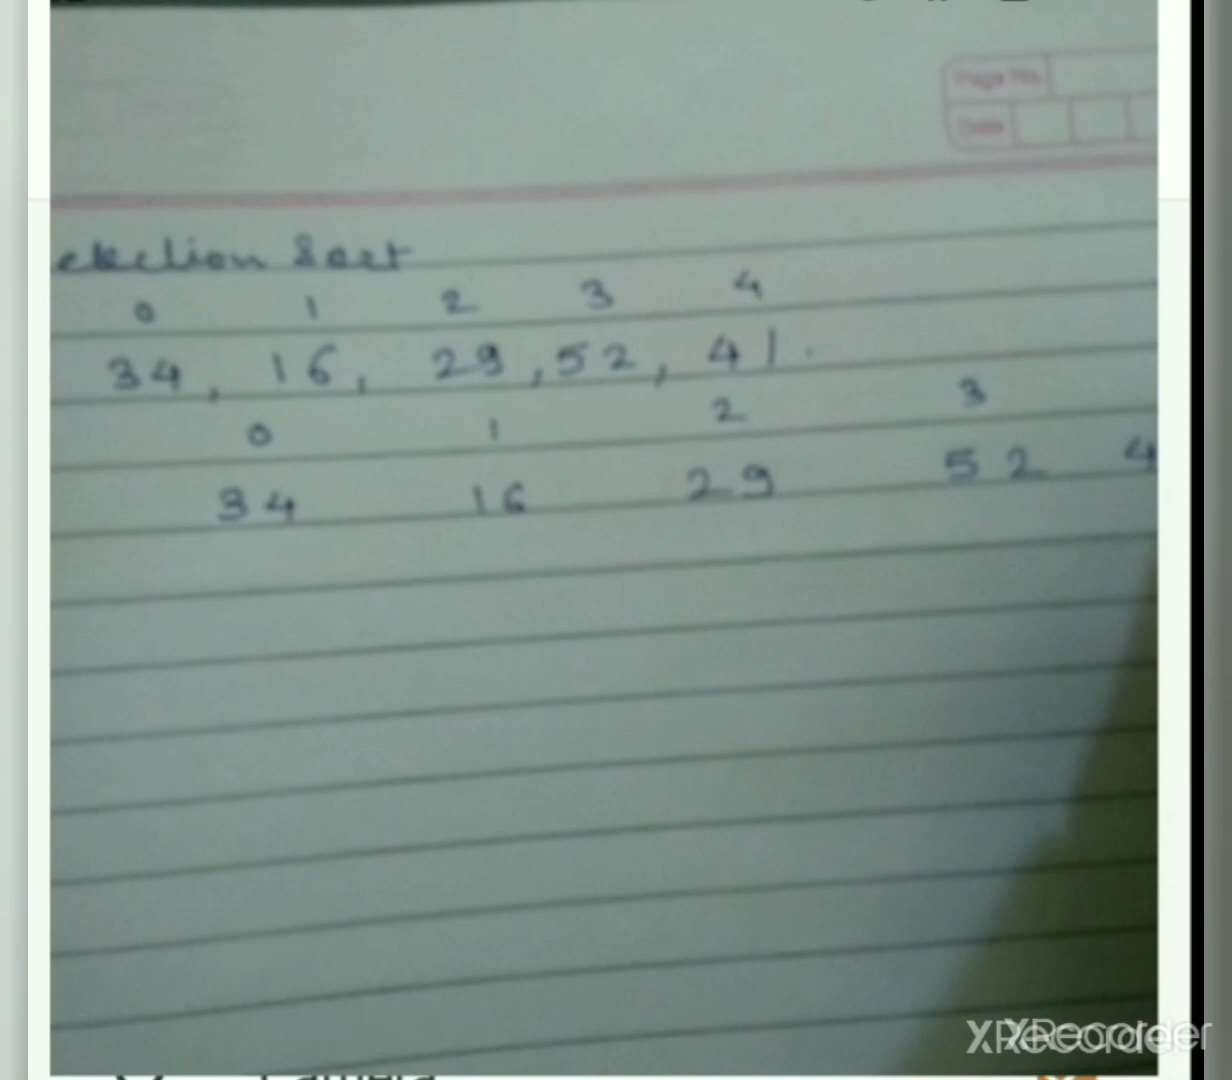 Page No.
Date
election Sort
0 1 2 3 4
34, 16, 29, 52, 41.
0 1 2 3
34 16 29 52 4
XRecorder